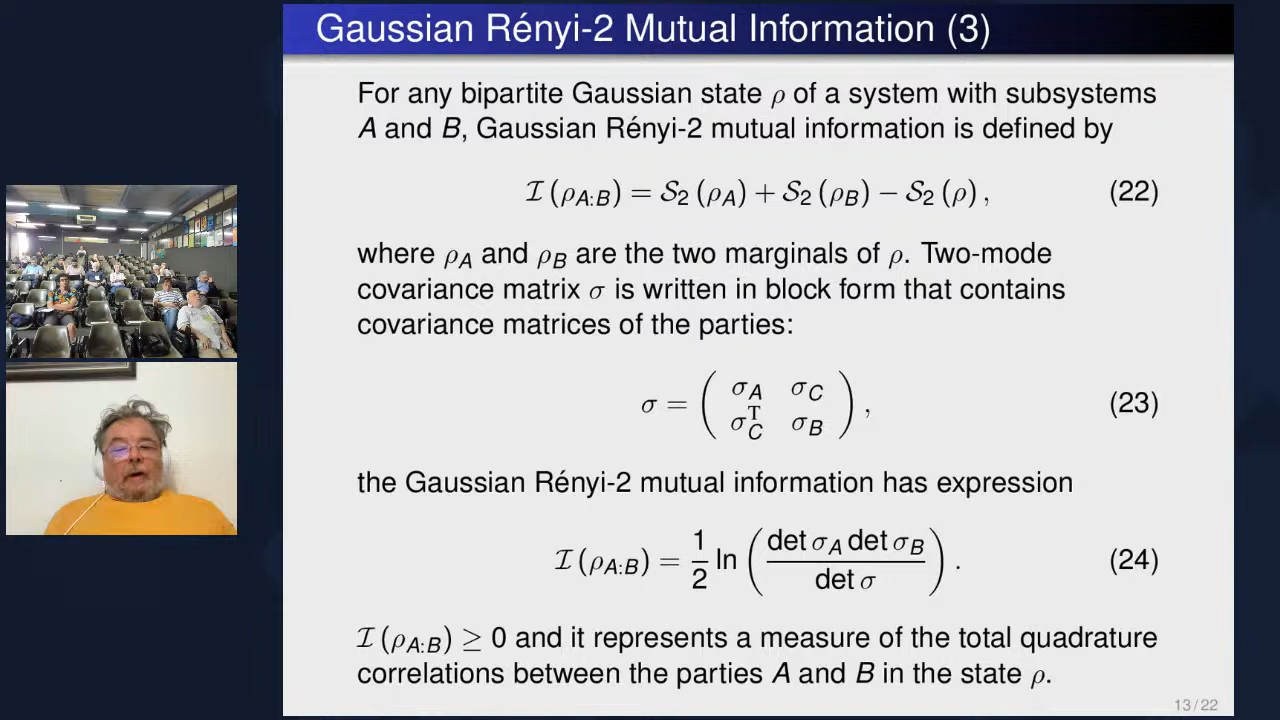 Gaussian Rényi-2 Mutual Information (3)
For any bipartite Gaussian state ρ of a system with subsystems
A and B, Gaussian Rényi-2 mutual information is defined by
I (ρ_{A:B}) = S₂ (ρ_A) + S₂ (ρ_B) − S₂ (ρ) , (22)
where ρ_A and ρ_B are the two marginals of ρ. Two-mode
covariance matrix σ is written in block form that contains
covariance matrices of the parties:
σ = ( σ_A σ_C ; σ_C^T σ_B ) , (23)
the Gaussian Rényi-2 mutual information has expression
I (ρ_{A:B}) = 1/2 ln ( det σ_A det σ_B / det σ ) . (24)
I (ρ_{A:B}) ≥ 0 and it represents a measure of the total quadrature
correlations between the parties A and B in the state ρ.
13 / 22